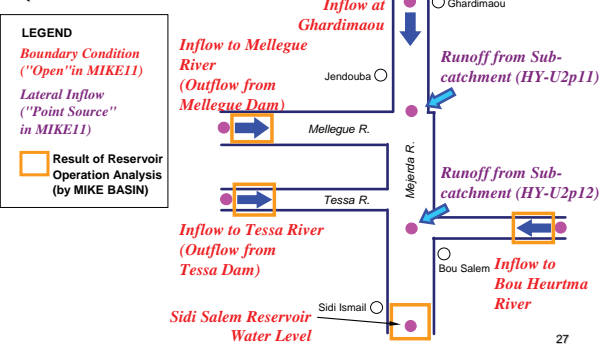 LEGEND
Boundary Condition
("Open"in MIKE11)
Lateral Inflow
("Point Source"
in MIKE11)
Result of Reservoir
Operation Analysis
(by MIKE BASIN)
Inflow at
Ghardimaou
Ghardimaou
Inflow to Mellegue
River
(Outflow from
Mellegue Dam)
Jendouba
Runoff from Sub-
catchment (HY-U2p11)
Mellegue R.
Mejerda R.
Tessa R.
Runoff from Sub-
catchment (HY-U2p12)
Inflow to Tessa River
(Outflow from
Tessa Dam)
Bou Salem
Inflow to
Bou Heurtma
River
Sidi Ismail
Sidi Salem Reservoir
Water Level
27